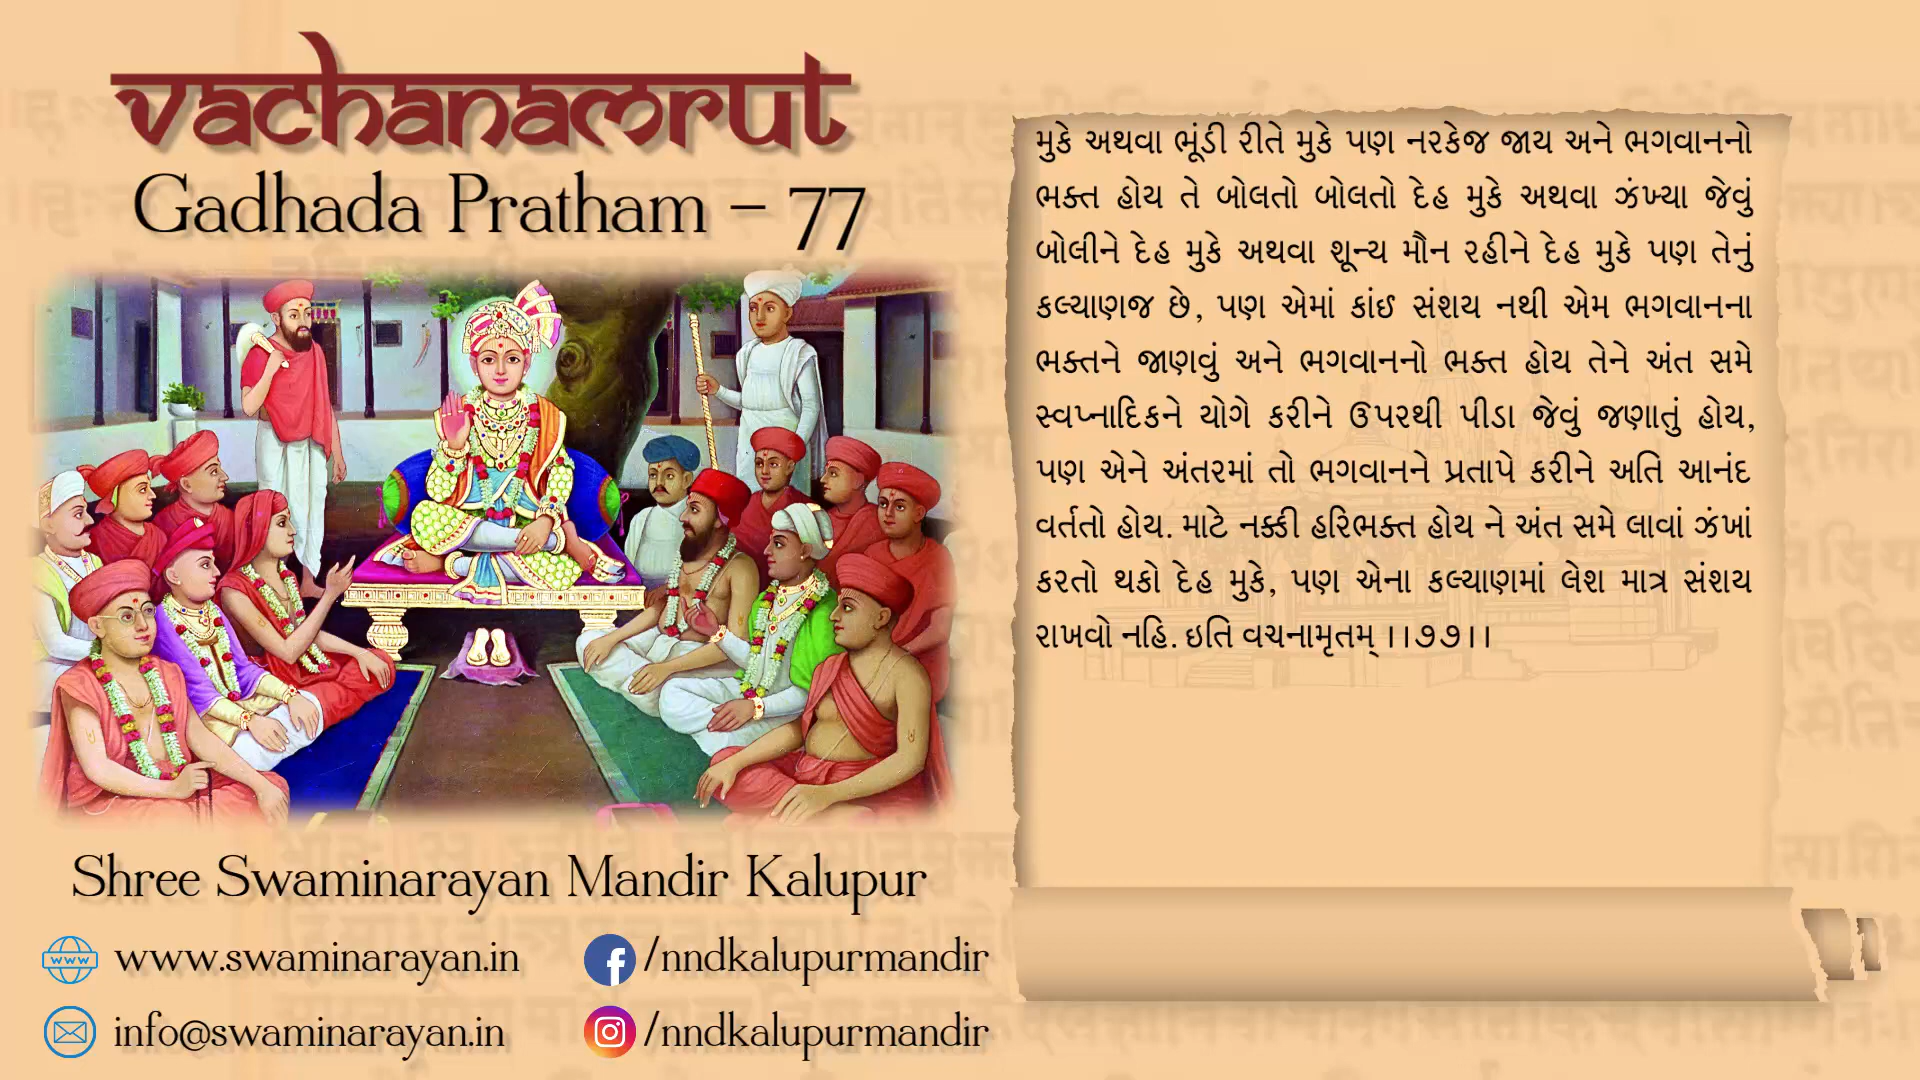 vachanamrut
Gadhada Pratham – 77
Shree Swaminarayan Mandir Kalupur
www
www.swaminarayan.in
/nndkalupurmandir
info@swaminarayan.in
/nndkalupurmandir
મુકે અથવા ભૂંડી રીતે મુકે પણ નરકેજ જાય અને ભગવાનનો
ભક્ત હોય તે બોલતો બોલતો દેહ મુકે અથવા ઝંખ્યા જેવું
બોલીને દેહ મુકે અથવા શૂન્ય મૌન રહીને દેહ મુકે પણ તેનું
કલ્યાણજ છે, પણ એમાં કાંઈ સંશય નથી એમ ભગવાનના
ભક્તને જાણવું અને ભગવાનનો ભક્ત હોય તેને અંત સમે
સ્વપ્નાદિકને યોગે કરીને ઉપરથી પીડા જેવું જણાતું હોય,
પણ એને અંતરમાં તો ભગવાનને પ્રતાપે કરીને અતિ આનંદ
વર્તતો હોય. માટે નક્કી હરિભક્ત હોય ને અંત સમે લાવાં ઝંખાં
કરતો થકો દેહ મુકે, પણ એના કલ્યાણમાં લેશ માત્ર સંશય
રાખવો નહિ. ઇતિ વચનામૃતમ્ ।।૭૭।।